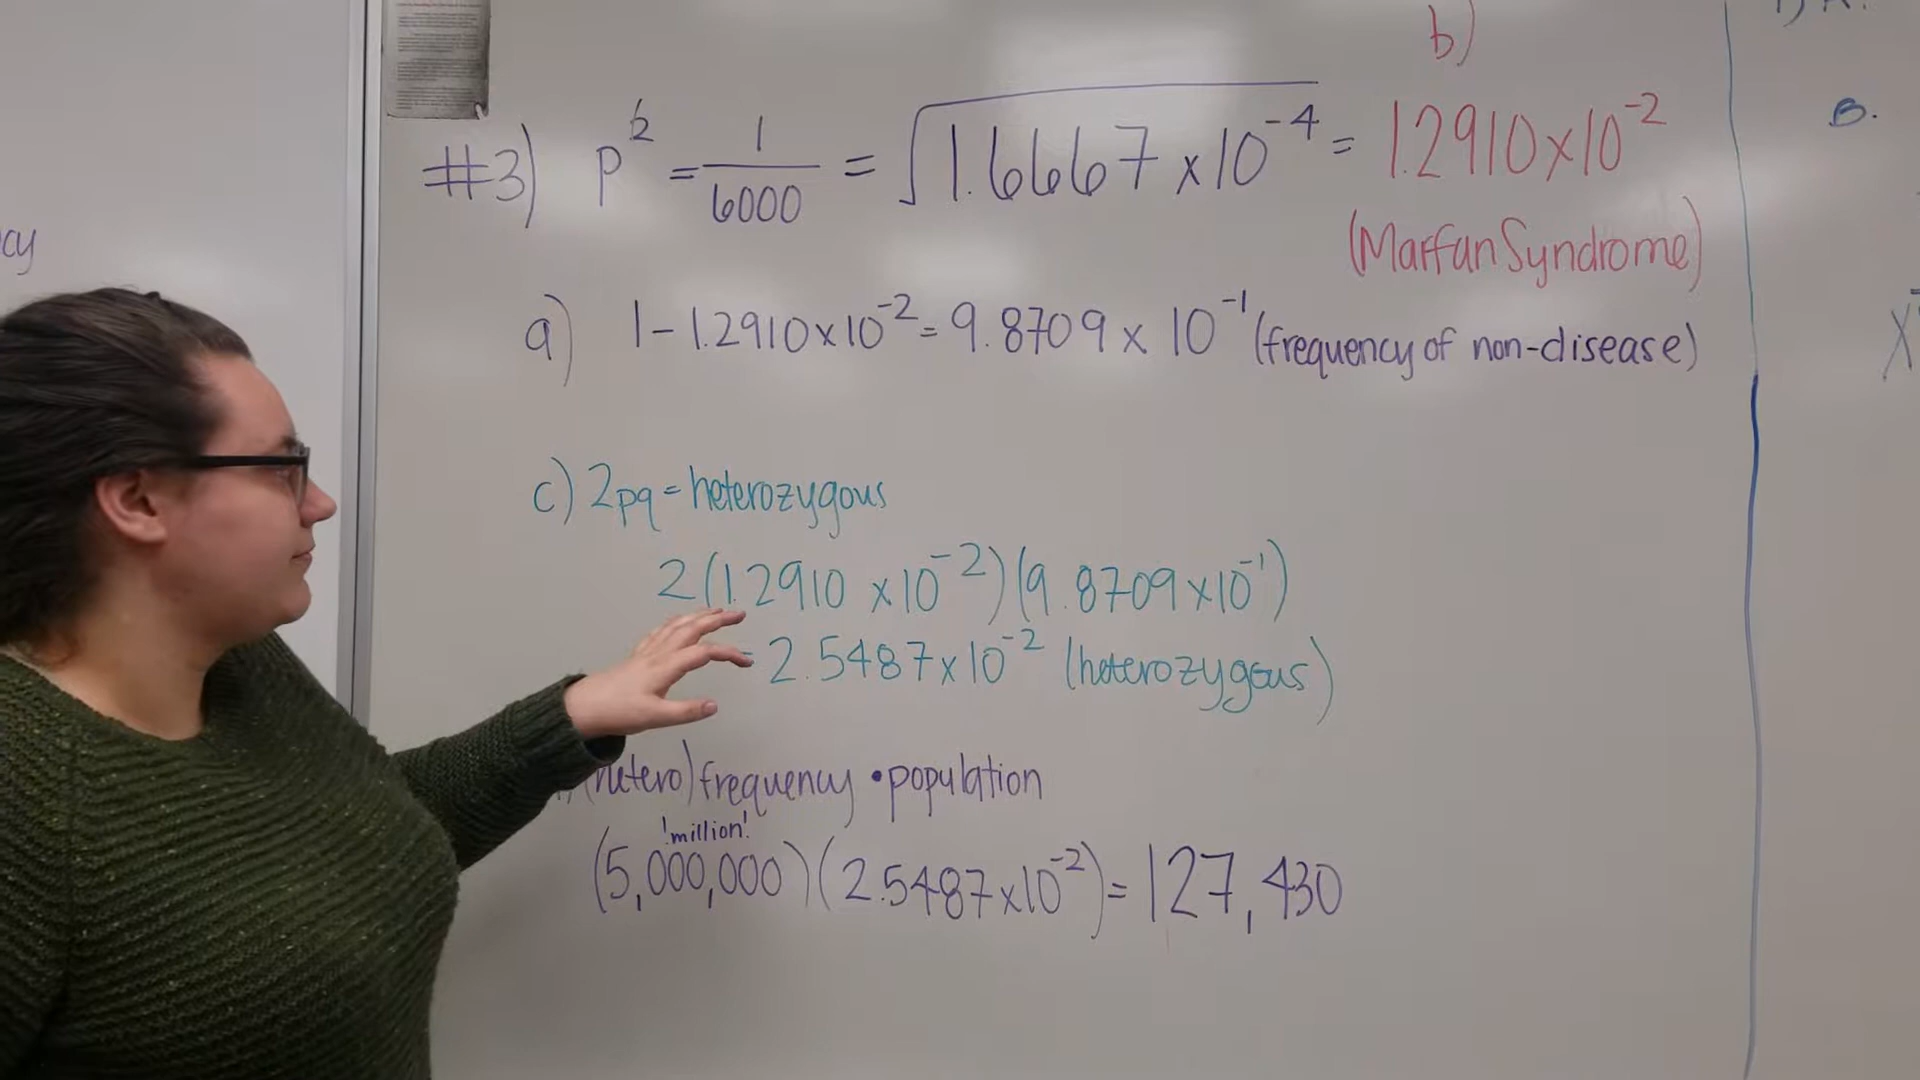 b)
#3) p² = 1/6000 = √1.6667 x 10⁻⁴ = 1.2910 x 10⁻²
(Marfan Syndrome)
a) 1 - 1.2910 x 10⁻² = 9.8709 x 10⁻¹ (frequency of non-disease)
c) 2pq = heterozygous
2(1.2910 x 10⁻²)(9.8709 x 10⁻¹)
= 2.5487 x 10⁻² (heterozygous)
(hetero) frequency • population
!million!
(5,000,000)(2.5487 x 10⁻²) = 127,430
cy
B.